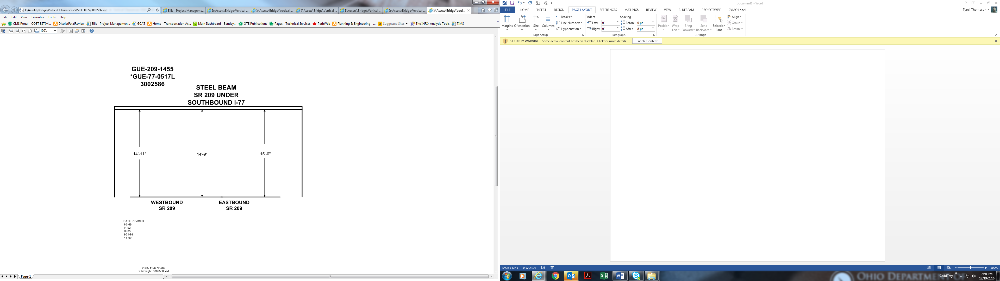 I:\Assets\Bridge\Vertical Clearances VISIO FILES\3002586.vsd
Ellis - Project Manageme...
I:\Assets\Bridge\Vertical ...
I:\Assets\Bridge\Vertical ...
I:\Assets\Bridge\Vertical ...
I:\Assets\Bridge\Vertical ...
I:\Assets\Bridge\Vertical ...
I:\Assets\Bridge\Verti...
File Edit View Favorites Tools Help
CMS Portal - COST ESTIM... DistrictFatalReview Ellis - Project Managemen... GCAT Home - Transportation As... Main Dashboard - Bentley... OTE Publications Pages - Technical Services PathWeb Planning & Engineering - ... Suggested Sites The INRIX Analytic Tools TIMS
100%
GUE-209-1455
*GUE-77-0517L
3002586
STEEL BEAM
SR 209 UNDER
SOUTHBOUND I-77
14'-11" 14'-9" 15'-0"
WESTBOUND
SR 209
EASTBOUND
SR 209
DATE REVISED
3-7-69
11-92
12-95
3-31-98
7-8-99
VISIO FILE NAME:
x:\brhieght 3002586.vsd
Page-1
Document1 - Word
FILE HOME INSERT DESIGN PAGE LAYOUT REFERENCES MAILINGS REVIEW VIEW BLUEBEAM PROJECTWISE DYMO Label
Tyrell Thompson
Margins
Orientation
Size
Columns
Breaks
Line Numbers
Hyphenation
Page Setup
Indent
Left: 0"
Right: 0"
Spacing
Before: 0 pt
After: 8 pt
Paragraph
Position
Wrap
Text
Bring
Forward
Send
Backward
Selection
Pane
Align
Group
Rotate
Arrange
SECURITY WARNING Some active content has been disabled. Click for more details. Enable Content
PAGE 1 OF 1 0 WORDS
100%
CaddTray
2:50 PM
12/19/2016